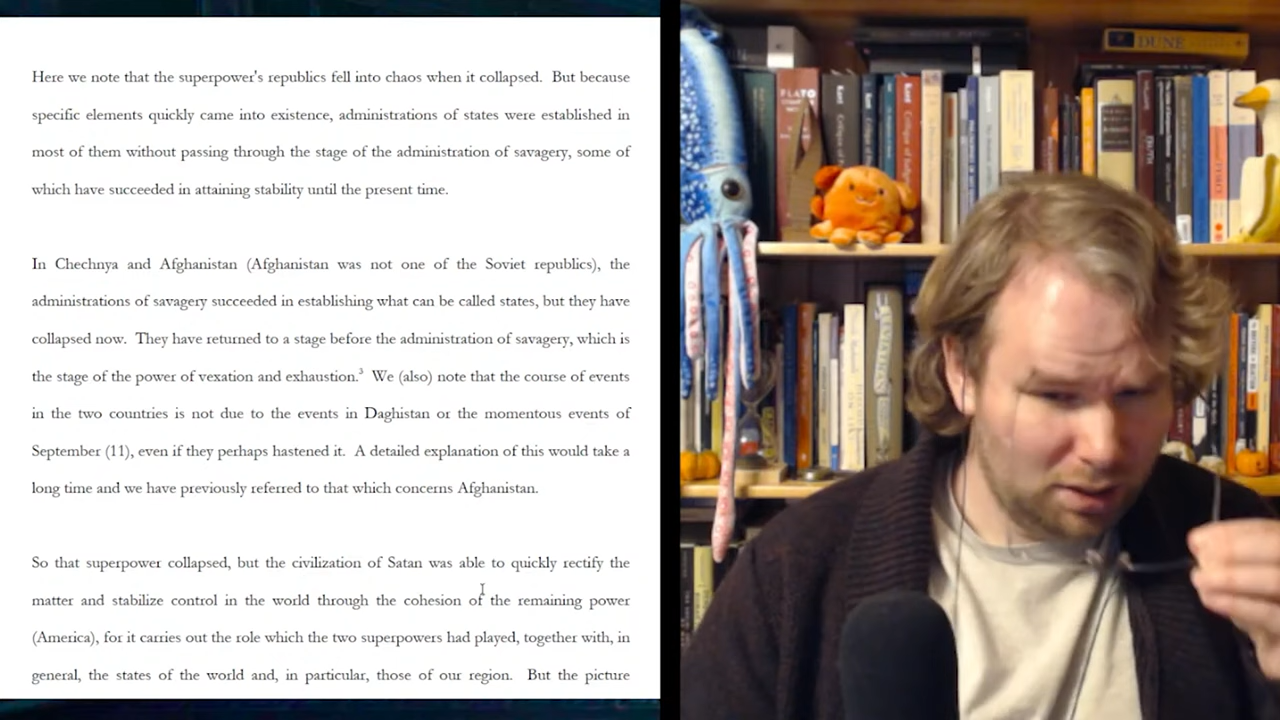 Here we note that the superpower's republics fell into chaos when it collapsed. But because
specific elements quickly came into existence, administrations of states were established in
most of them without passing through the stage of the administration of savagery, some of
which have succeeded in attaining stability until the present time.
In Chechnya and Afghanistan (Afghanistan was not one of the Soviet republics), the
administrations of savagery succeeded in establishing what can be called states, but they have
collapsed now. They have returned to a stage before the administration of savagery, which is
the stage of the power of vexation and exhaustion.³ We (also) note that the course of events
in the two countries is not due to the events in Daghistan or the momentous events of
September (11), even if they perhaps hastened it. A detailed explanation of this would take a
long time and we have previously referred to that which concerns Afghanistan.
So that superpower collapsed, but the civilization of Satan was able to quickly rectify the
matter and stabilize control in the world through the cohesion of the remaining power
(America), for it carries out the role which the two superpowers had played, together with, in
general, the states of the world and, in particular, those of our region. But the picture
DUNE
PLATO
Kant
Kant